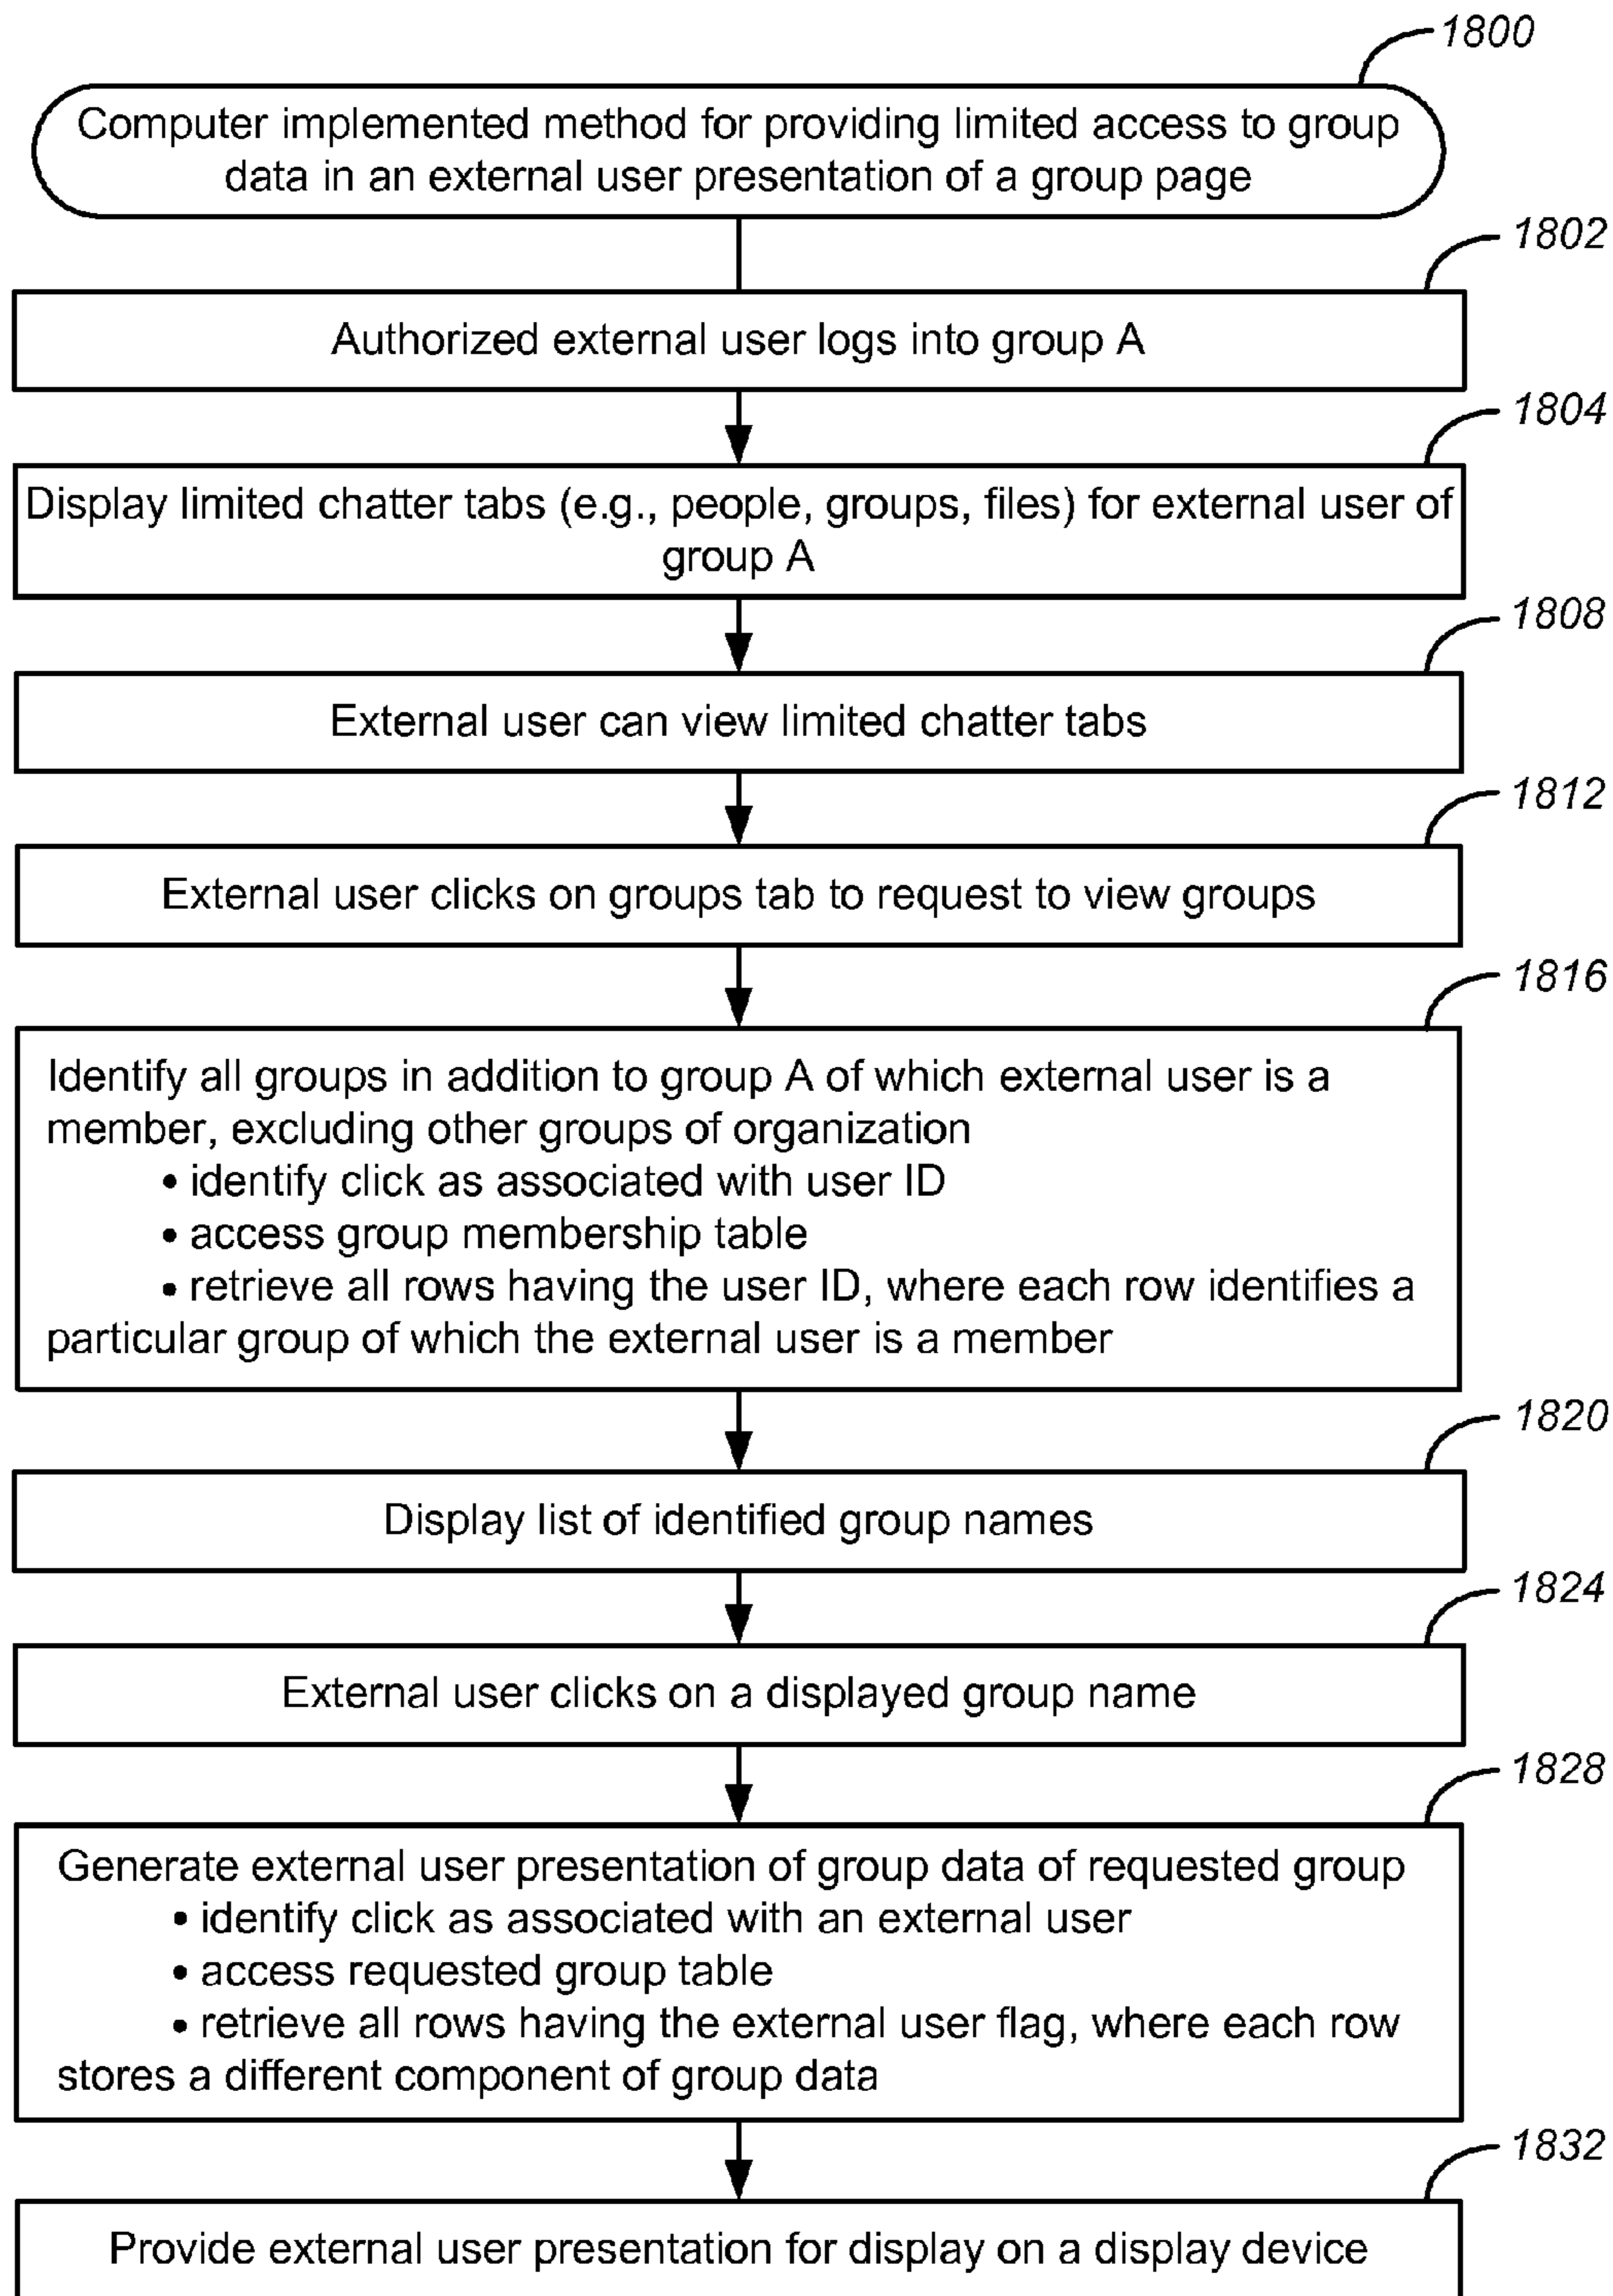 1800
Computer implemented method for providing limited access to group
data in an external user presentation of a group page
1802
Authorized external user logs into group A
1804
Display limited chatter tabs (e.g., people, groups, files) for external user of
group A
1808
External user can view limited chatter tabs
1812
External user clicks on groups tab to request to view groups
1816
Identify all groups in addition to group A of which external user is a
member, excluding other groups of organization
• identify click as associated with user ID
• access group membership table
• retrieve all rows having the user ID, where each row identifies a
particular group of which the external user is a member
1820
Display list of identified group names
1824
External user clicks on a displayed group name
1828
Generate external user presentation of group data of requested group
• identify click as associated with an external user
• access requested group table
• retrieve all rows having the external user flag, where each row
stores a different component of group data
1832
Provide external user presentation for display on a display device